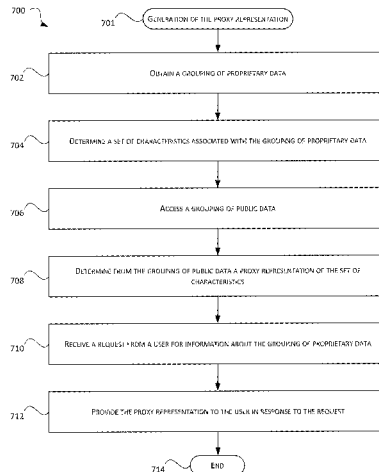 700
701
GENERATION OF THE PROXY REPRESENTATION
702
OBTAIN A GROUPING OF PROPRIETARY DATA
704
DETERMINE A SET OF CHARACTERISTICS ASSOCIATED WITH THE GROUPING OF PROPRIETARY DATA
706
ACCESS A GROUPING OF PUBLIC DATA
708
DETERMINE FROM THE GROUPING OF PUBLIC DATA A PROXY REPRESENTATION OF THE SET OF
CHARACTERISTICS
710
RECEIVE A REQUEST FROM A USER FOR INFORMATION ABOUT THE GROUPING OF PROPRIETARY DATA
712
PROVIDE THE PROXY REPRESENTATION TO THE USER IN RESPONSE TO THE REQUEST
714
END